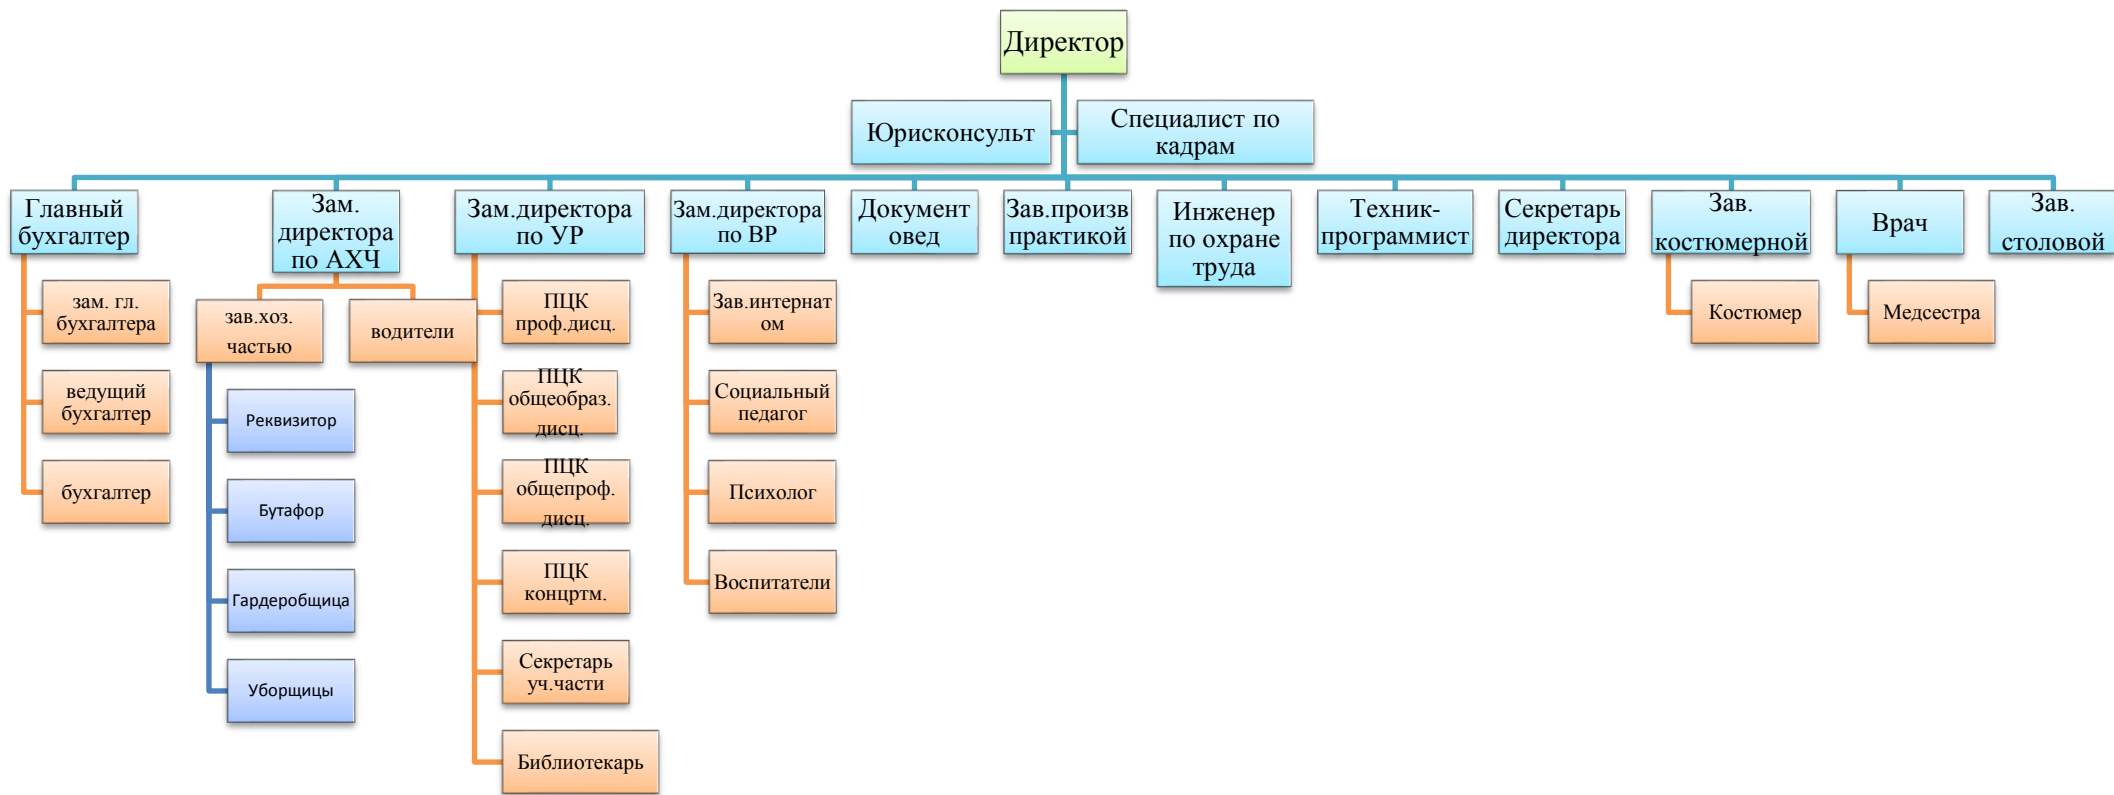 Директор
Юрисконсульт
Специалист по
кадрам
Главный
бухгалтер
Зам.
директора
по АХЧ
Зам.директора
по УР
Зам.директора
по ВР
Документ
овед
Зав.произв
практикой
Инженер
по охране
труда
Техник-
программист
Секретарь
директора
Зав.
костюмерной
Врач
Зав.
столовой
зам. гл.
бухгалтера
ведущий
бухгалтер
бухгалтер
зав.хоз.
частью
водители
Реквизитор
Бутафор
Гардеробщица
Уборщицы
ПЦК
проф.дисц.
ПЦК
общеобраз.
дисц.
ПЦК
общепроф.
дисц.
ПЦК
концртм.
Секретарь
уч.части
Библиотекарь
Зав.интернат
ом
Социальный
педагог
Психолог
Воспитатели
Костюмер
Медсестра